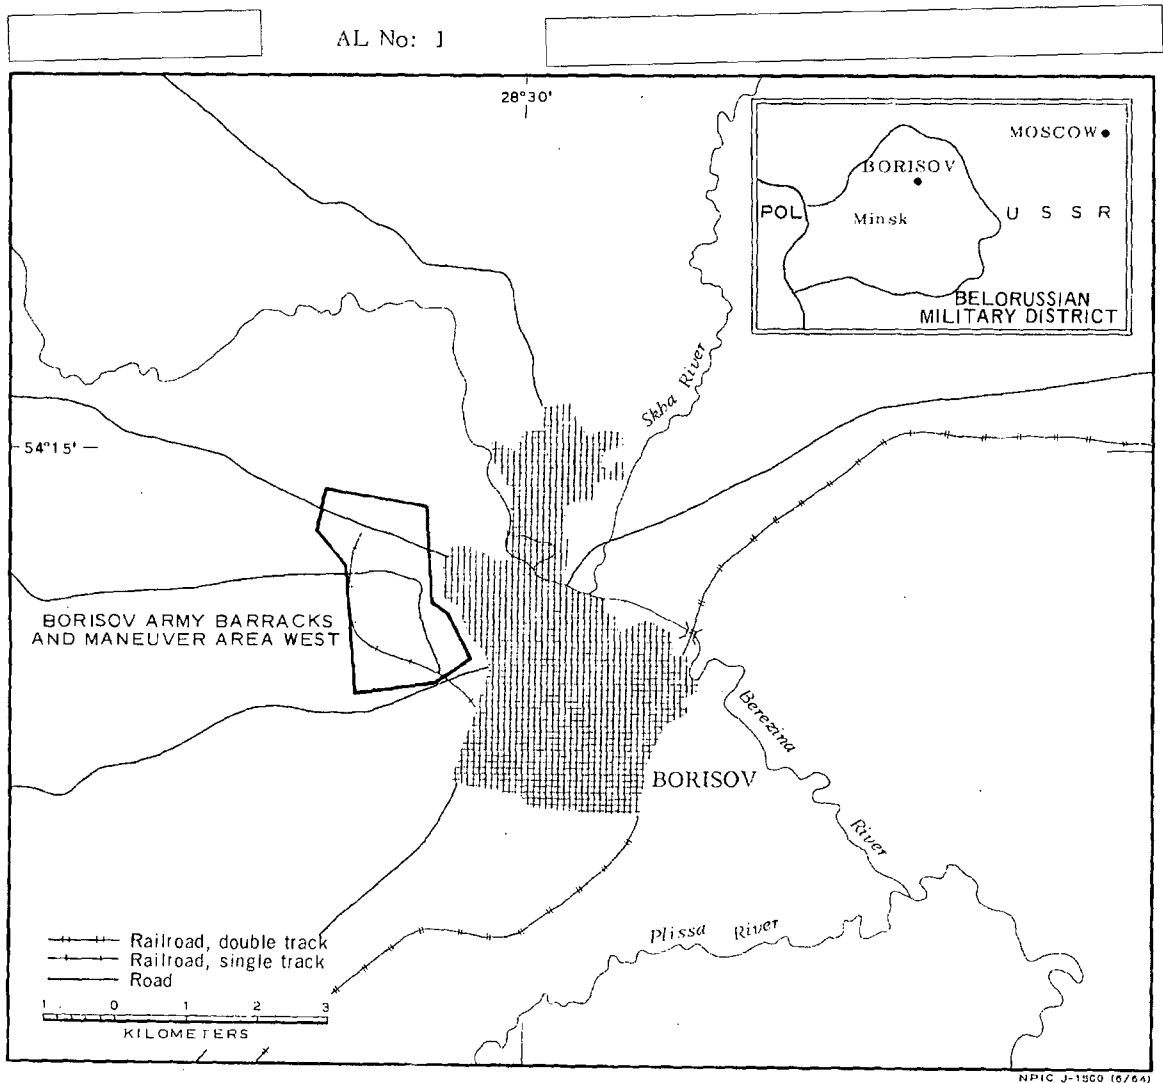 AL No: 1
28°30'
MOSCOW
BORISOV
POL
Minsk
U S S R
BELORUSSIAN
MILITARY DISTRICT
Skha River
54°15'
BORISOV ARMY BARRACKS
AND MANEUVER AREA WEST
Berezina
River
BORISOV
Plissa River
Railroad, double track
Railroad, single track
Road
1 0 1 2 3
KILOMETERS
NPIC J-1500 (6/64)